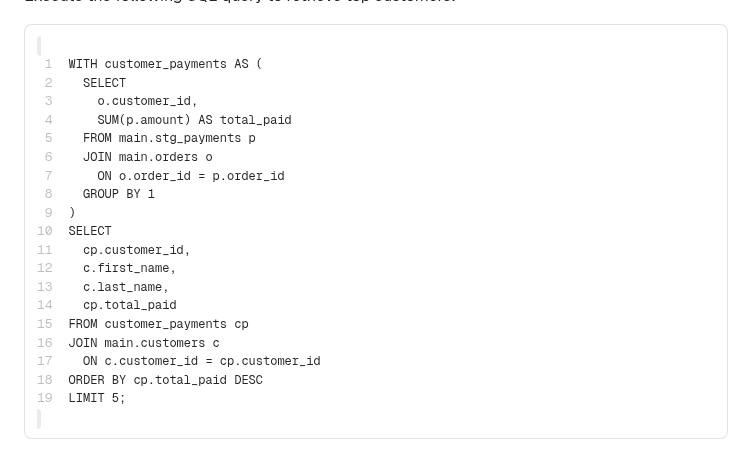 Execute the following SQL query to retrieve top customers:
1 WITH customer_payments AS (
2   SELECT
3     o.customer_id,
4     SUM(p.amount) AS total_paid
5   FROM main.stg_payments p
6   JOIN main.orders o
7     ON o.order_id = p.order_id
8   GROUP BY 1
9 )
10 SELECT
11   cp.customer_id,
12   c.first_name,
13   c.last_name,
14   cp.total_paid
15 FROM customer_payments cp
16 JOIN main.customers c
17   ON c.customer_id = cp.customer_id
18 ORDER BY cp.total_paid DESC
19 LIMIT 5;